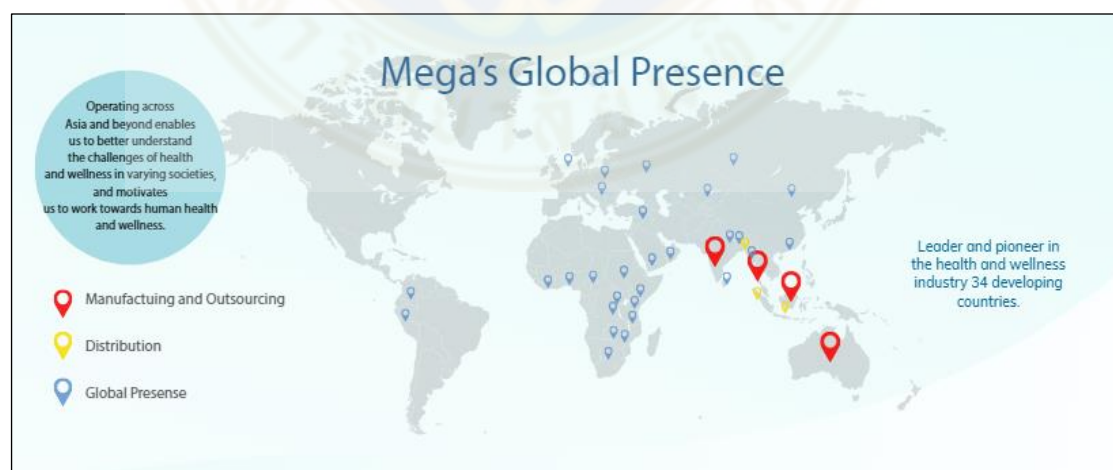 Mega's Global Presence
Operating across
Asia and beyond enables
us to better understand
the challenges of health
and wellness in varying societies,
and motivates
us to work towards human health
and wellness.
Manufactuing and Outsourcing
Distribution
Global Presense
Leader and pioneer in
the health and wellness
industry 34 developing
countries.